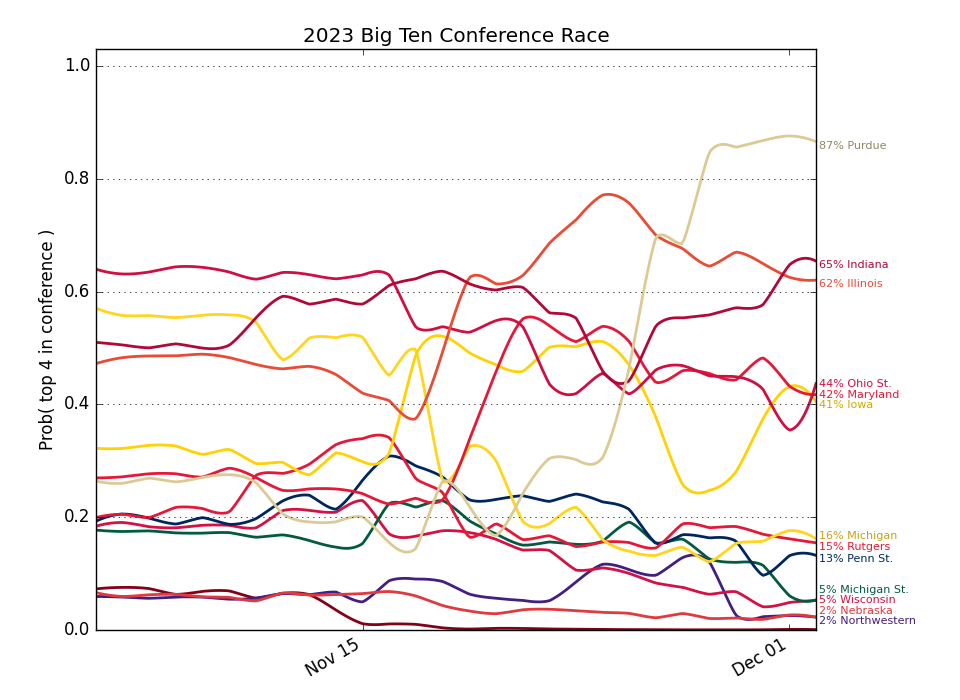 2023 Big Ten Conference Race
Prob( top 4 in conference )
1.0
0.8
0.6
0.4
0.2
0.0
Nov 15
Dec 01
87% Purdue
65% Indiana
62% Illinois
44% Ohio St.
42% Maryland
41% Iowa
16% Michigan
15% Rutgers
13% Penn St.
5% Michigan St.
5% Wisconsin
2% Nebraska
2% Northwestern